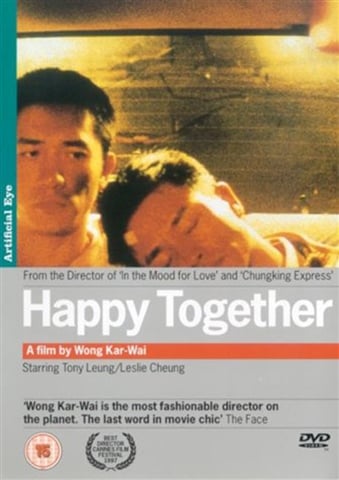 Artificial Eye
From the Director of 'In the Mood for Love' and 'Chungking Express'
Happy Together
A film by Wong Kar-Wai
Starring Tony Leung/Leslie Cheung
'Wong Kar-Wai is the most fashionable director on
the planet. The last word in movie chic' The Face
15
BEST
DIRECTOR
CANNES FILM
FESTIVAL
1997
DVD
VIDEO